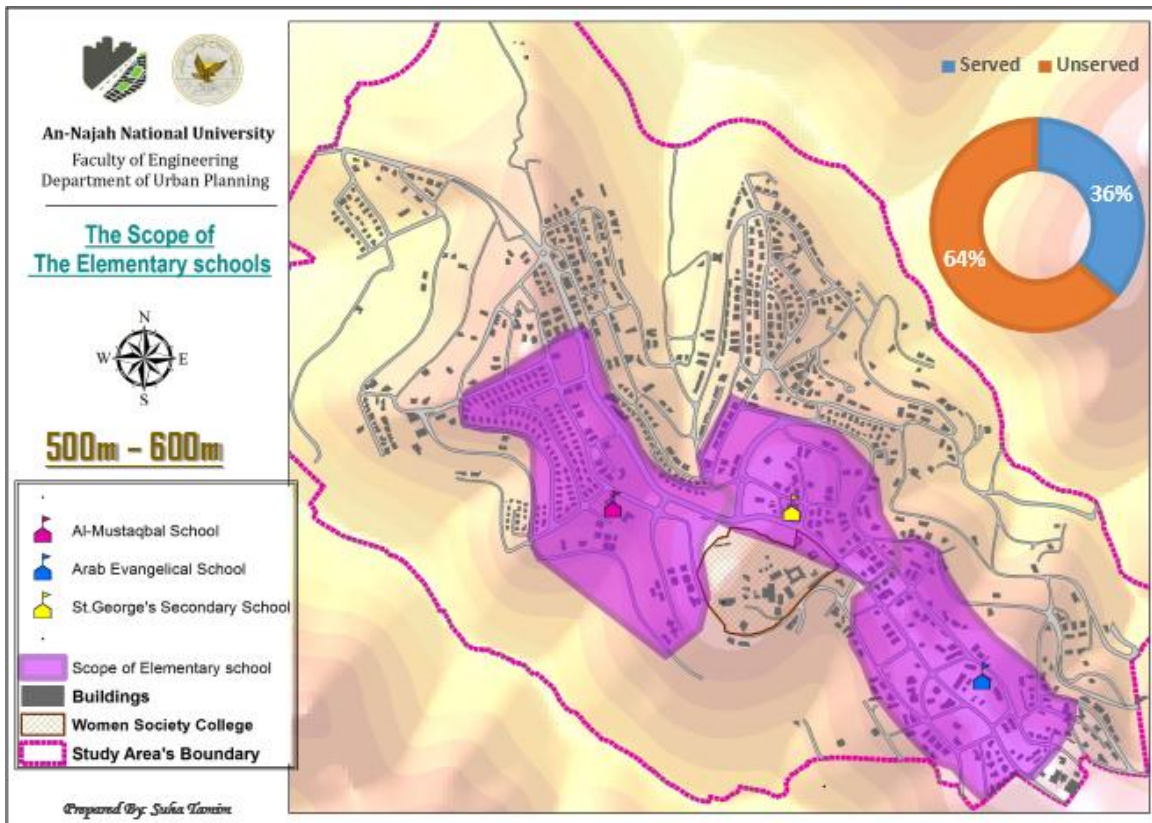 An-Najah National University
Faculty of Engineering
Department of Urban Planning
The Scope of
The Elementary schools
N
W
E
S
500m – 600m
Al-Mustaqbal School
Arab Evangelical School
St.George's Secondary School
Scope of Elementary school
Buildings
Women Society College
Study Area's Boundary
Prepared By: Suha Tamim
Served
Unserved
36%
64%